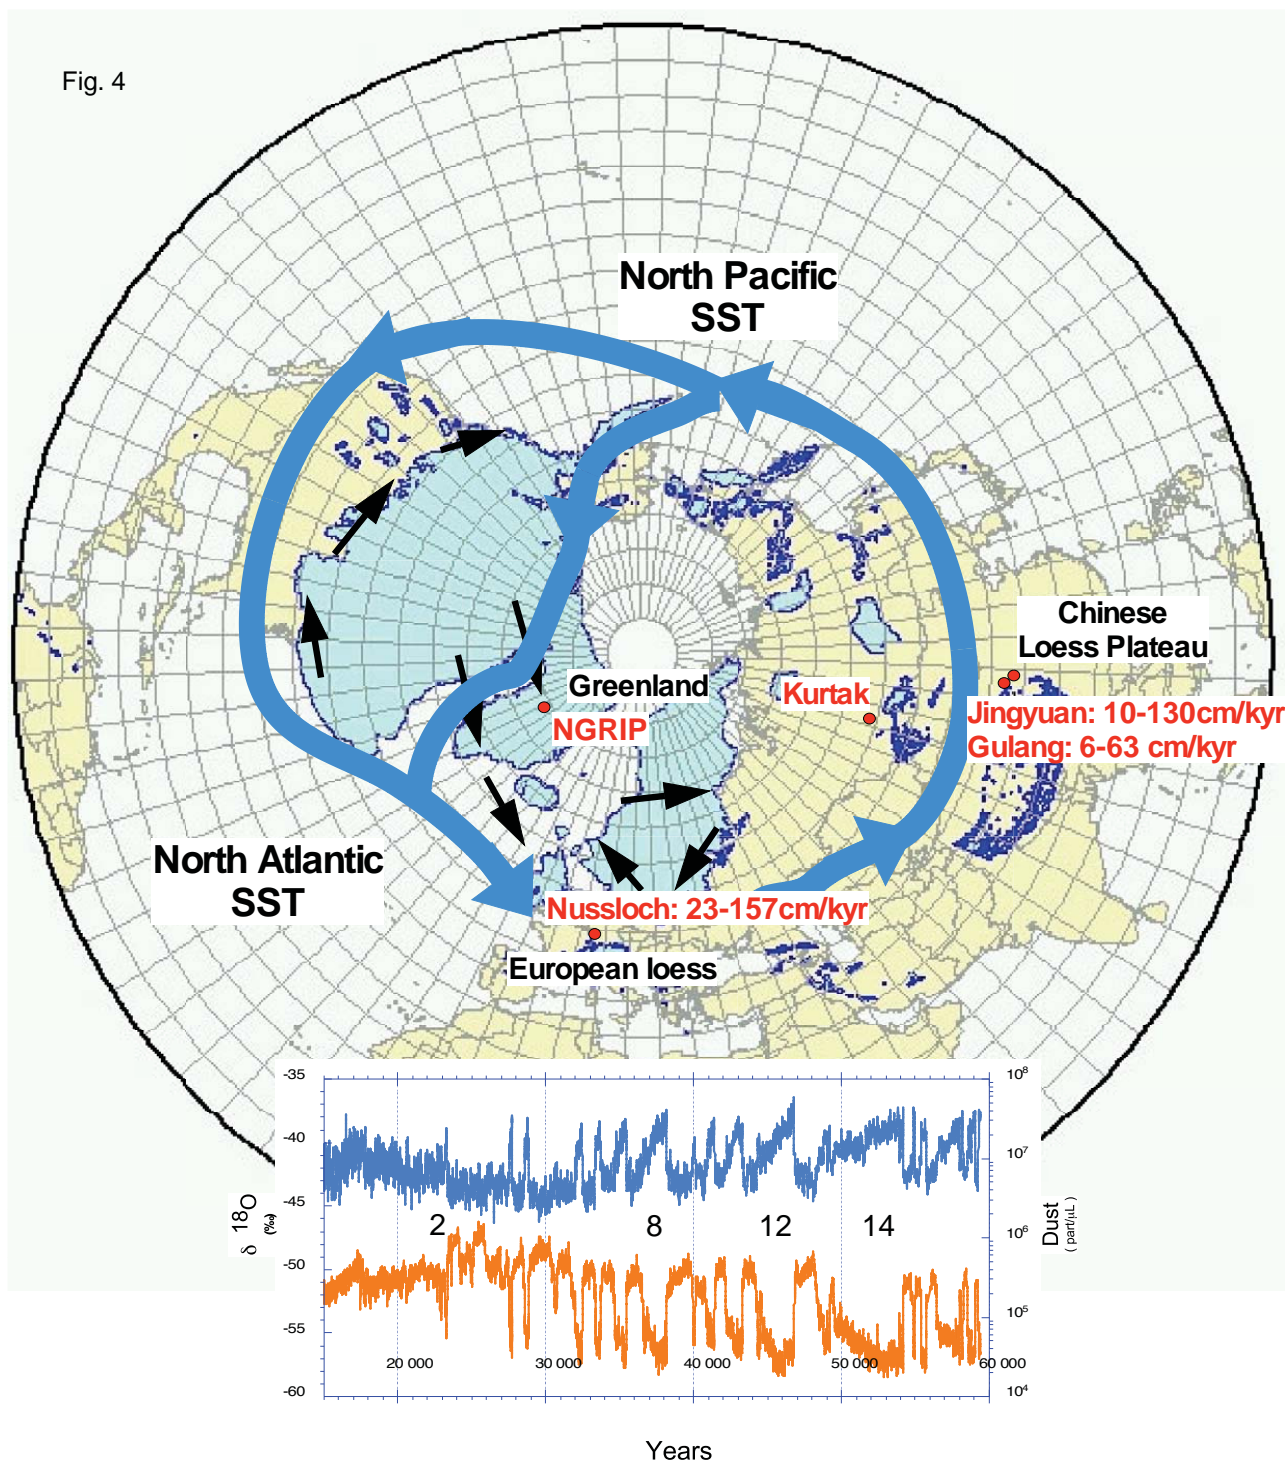 Fig. 4
North Pacific
SST
Chinese
Loess Plateau
Greenland
Kurtak
NGRIP
Jingyuan: 10-130cm/kyr
Gulang: 6-63 cm/kyr
North Atlantic
SST
Nussloch: 23-157cm/kyr
European loess
-35
-40
-45
-50
-55
-60
δ 18O
(‰)
2
8
12
14
10⁸
10⁷
10⁶
10⁵
10⁴
Dust
( part/µL )
20 000
30 000
40 000
50 000
60 000
Years